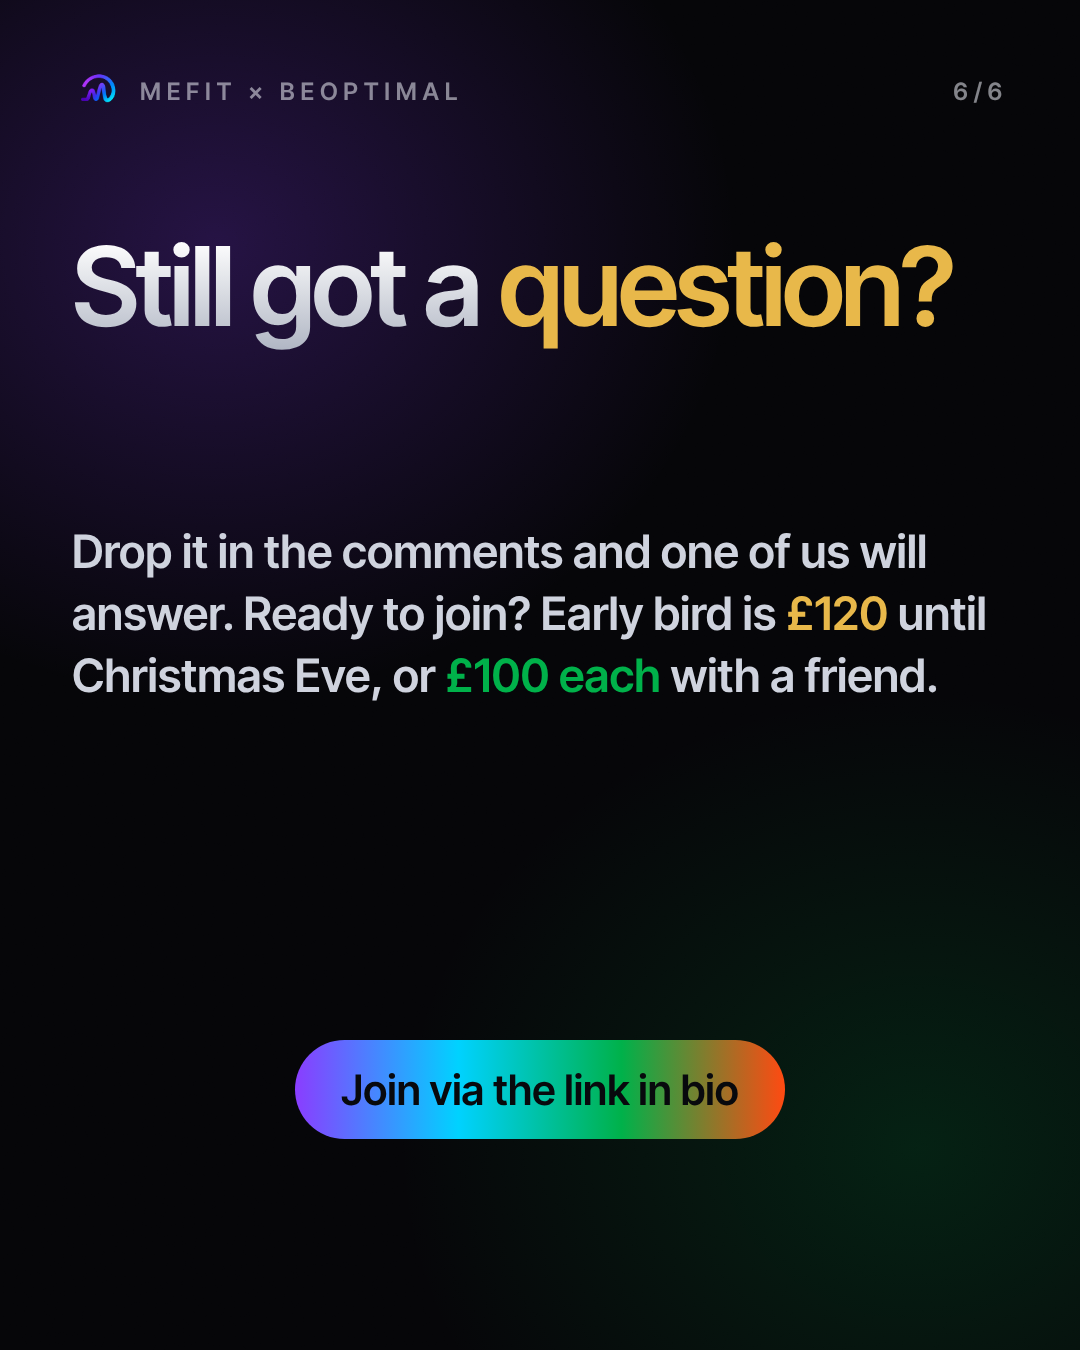 MEFIT × BEOPTIMAL
6/6
Still got a question?
Drop it in the comments and one of us will
answer. Ready to join? Early bird is £120 until
Christmas Eve, or £100 each with a friend.
Join via the link in bio